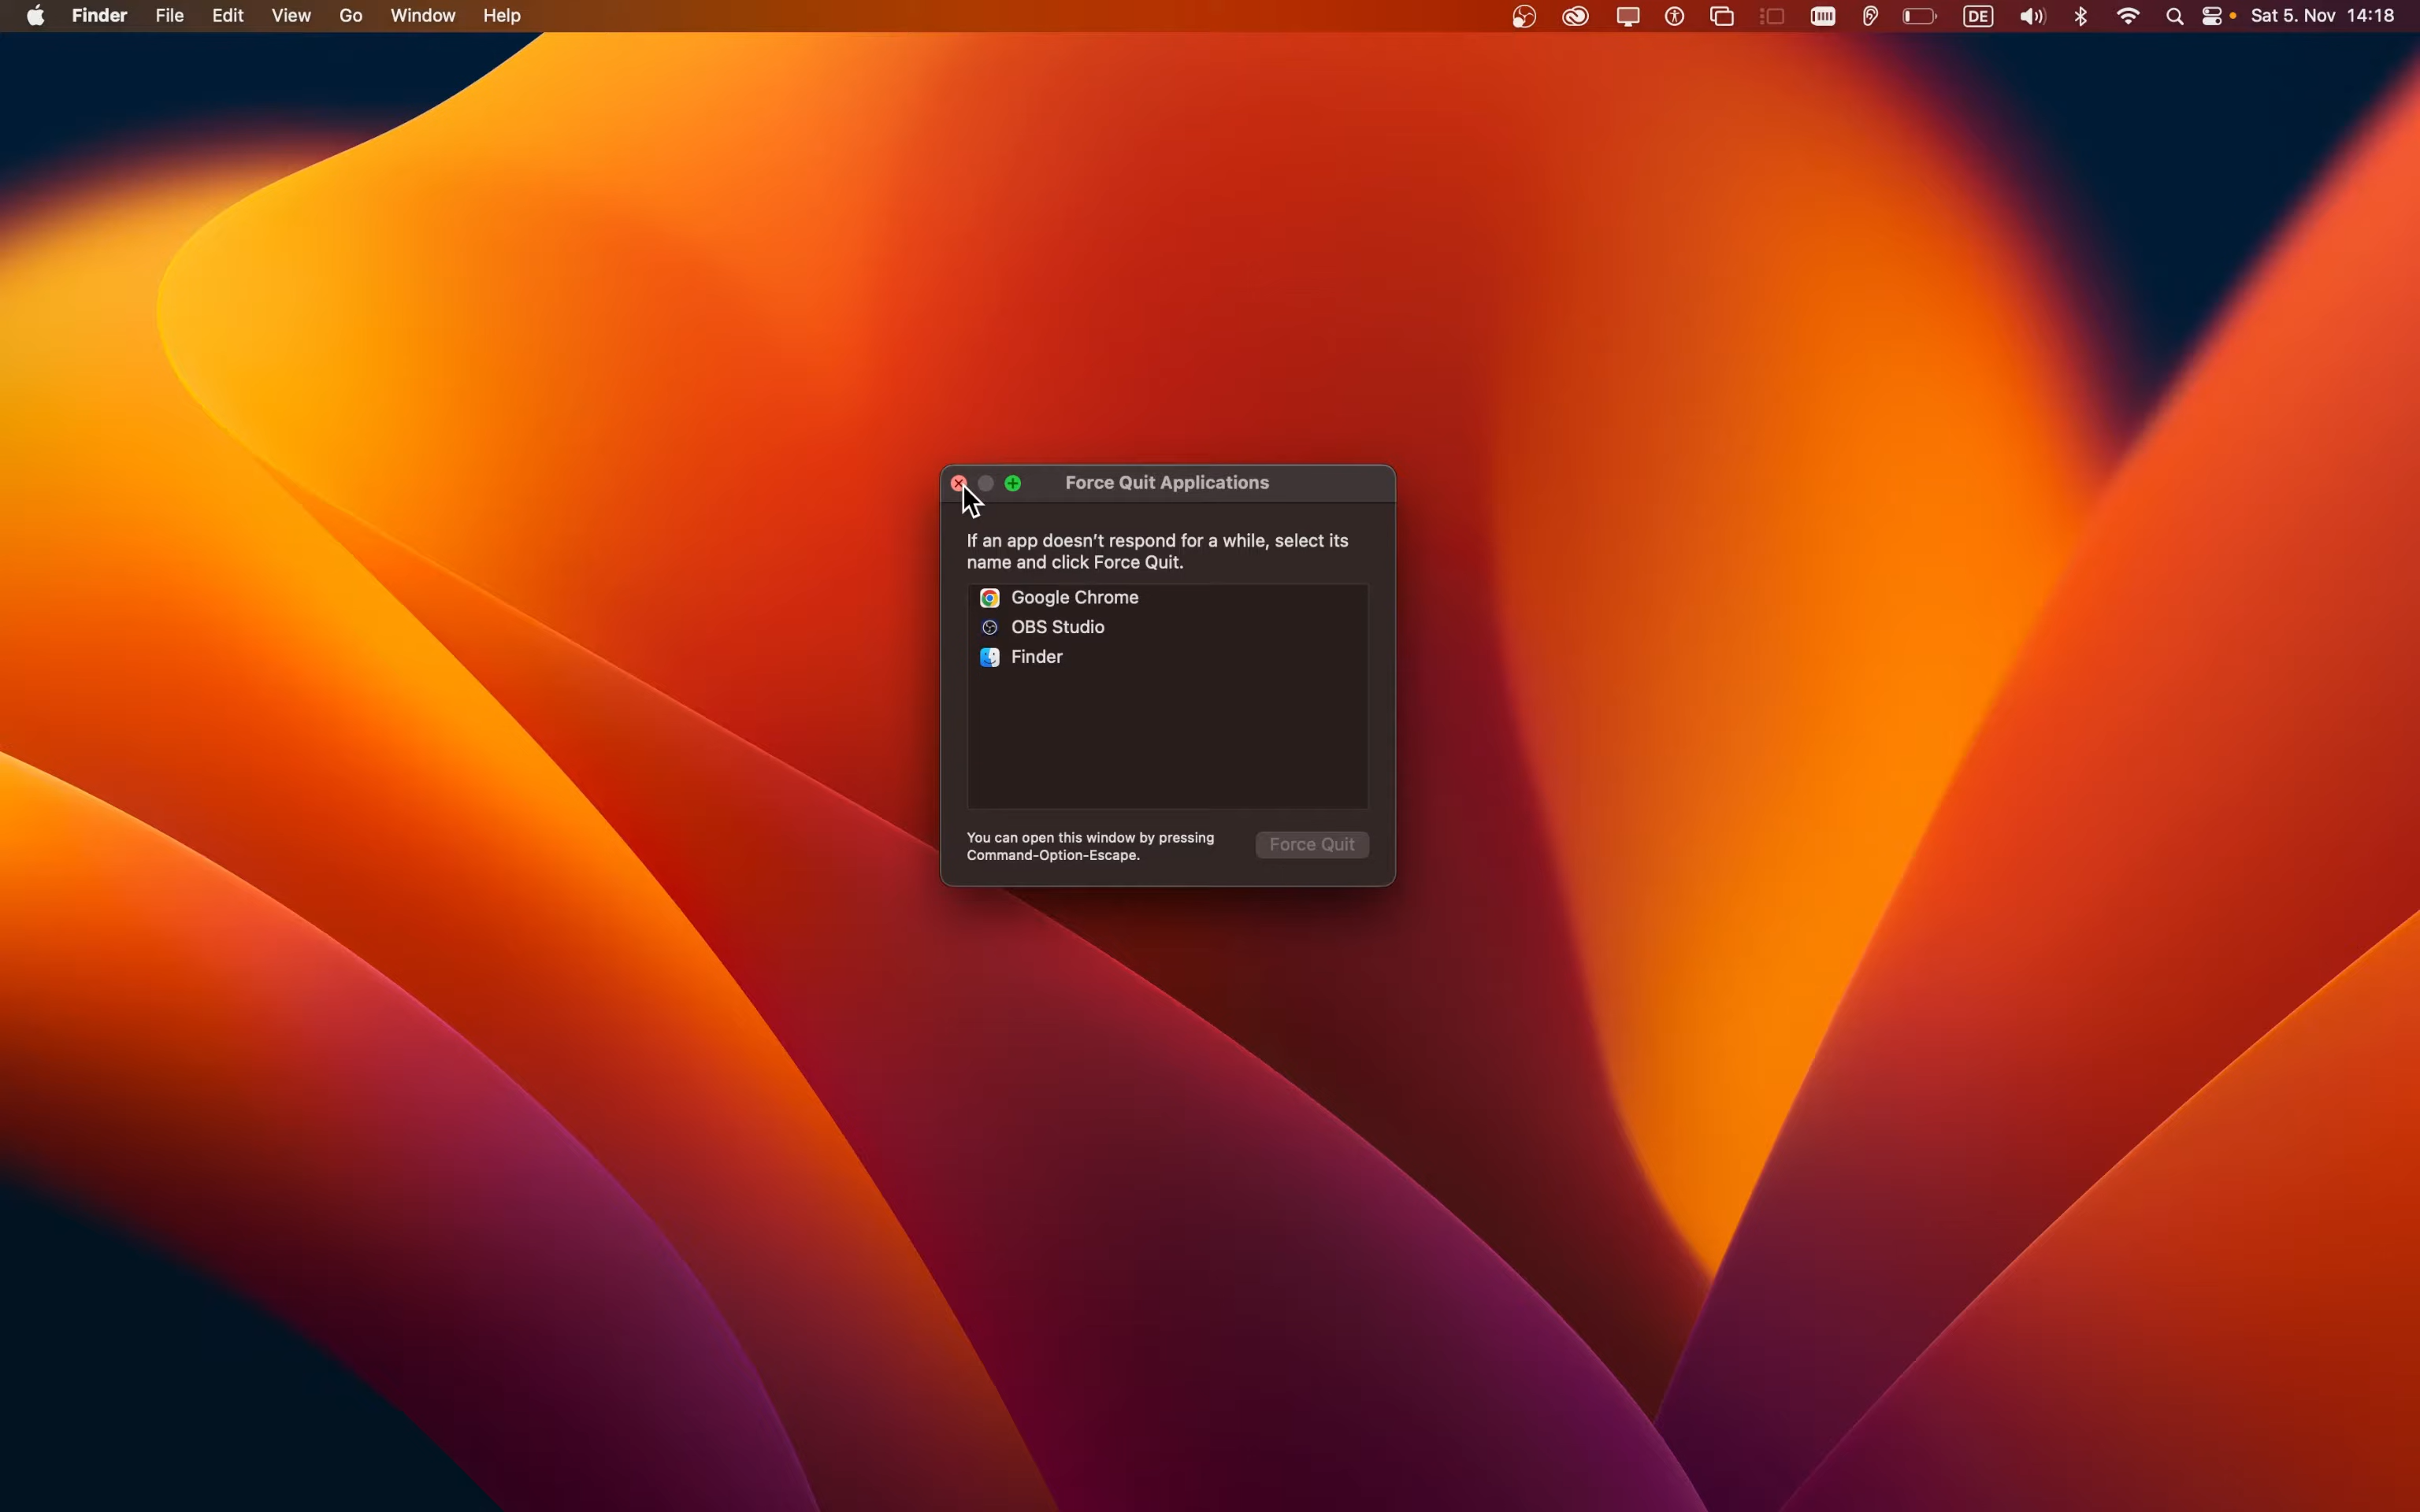 Finder File Edit View Go Window Help DE Sat 5. Nov 14:18
Force Quit Applications
If an app doesn't respond for a while, select its
name and click Force Quit.
Google Chrome
OBS Studio
Finder
You can open this window by pressing
Command-Option-Escape.
Force Quit